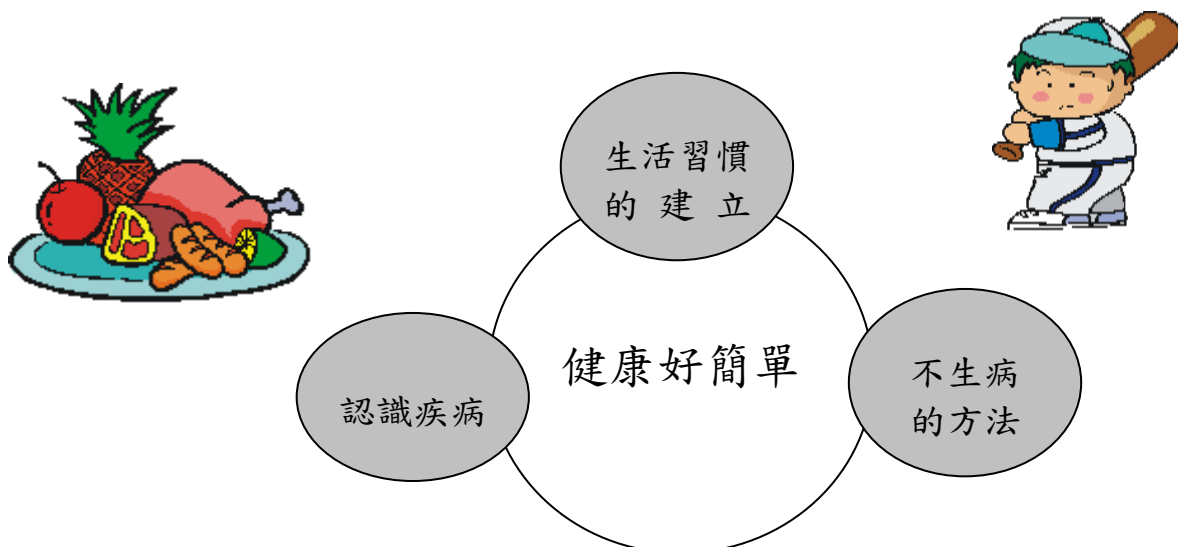 生活習慣
的建立
健康好簡單
認識疾病
不生病
的方法